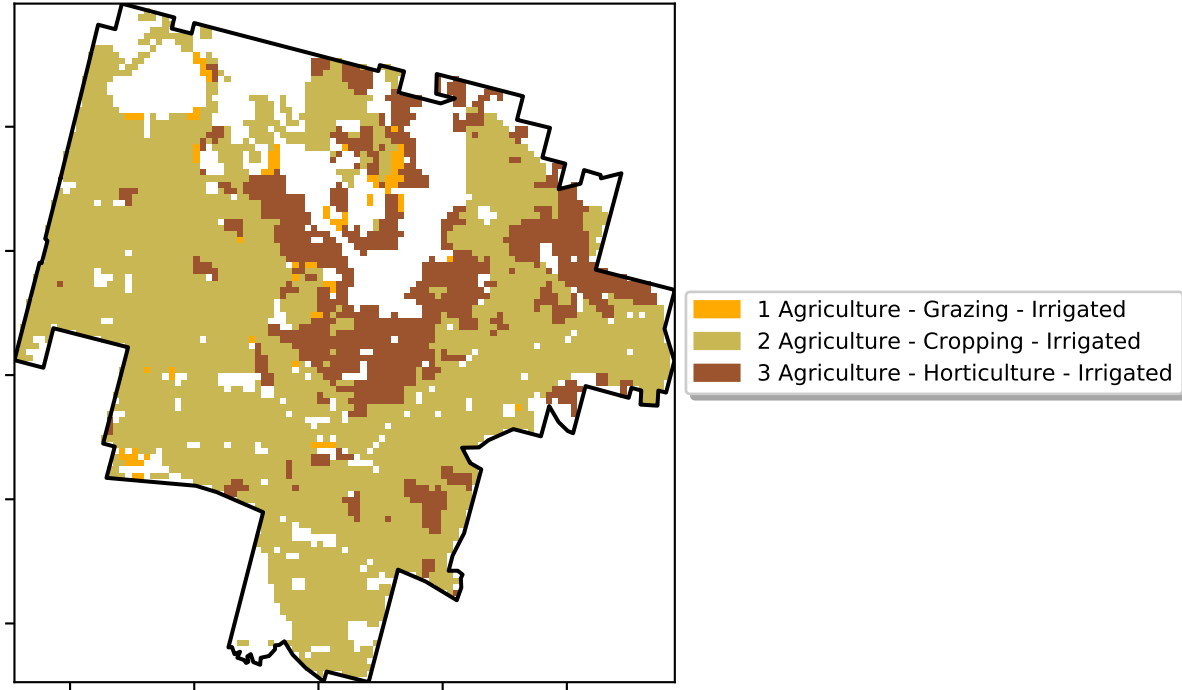 1 Agriculture - Grazing - Irrigated
2 Agriculture - Cropping - Irrigated
3 Agriculture - Horticulture - Irrigated